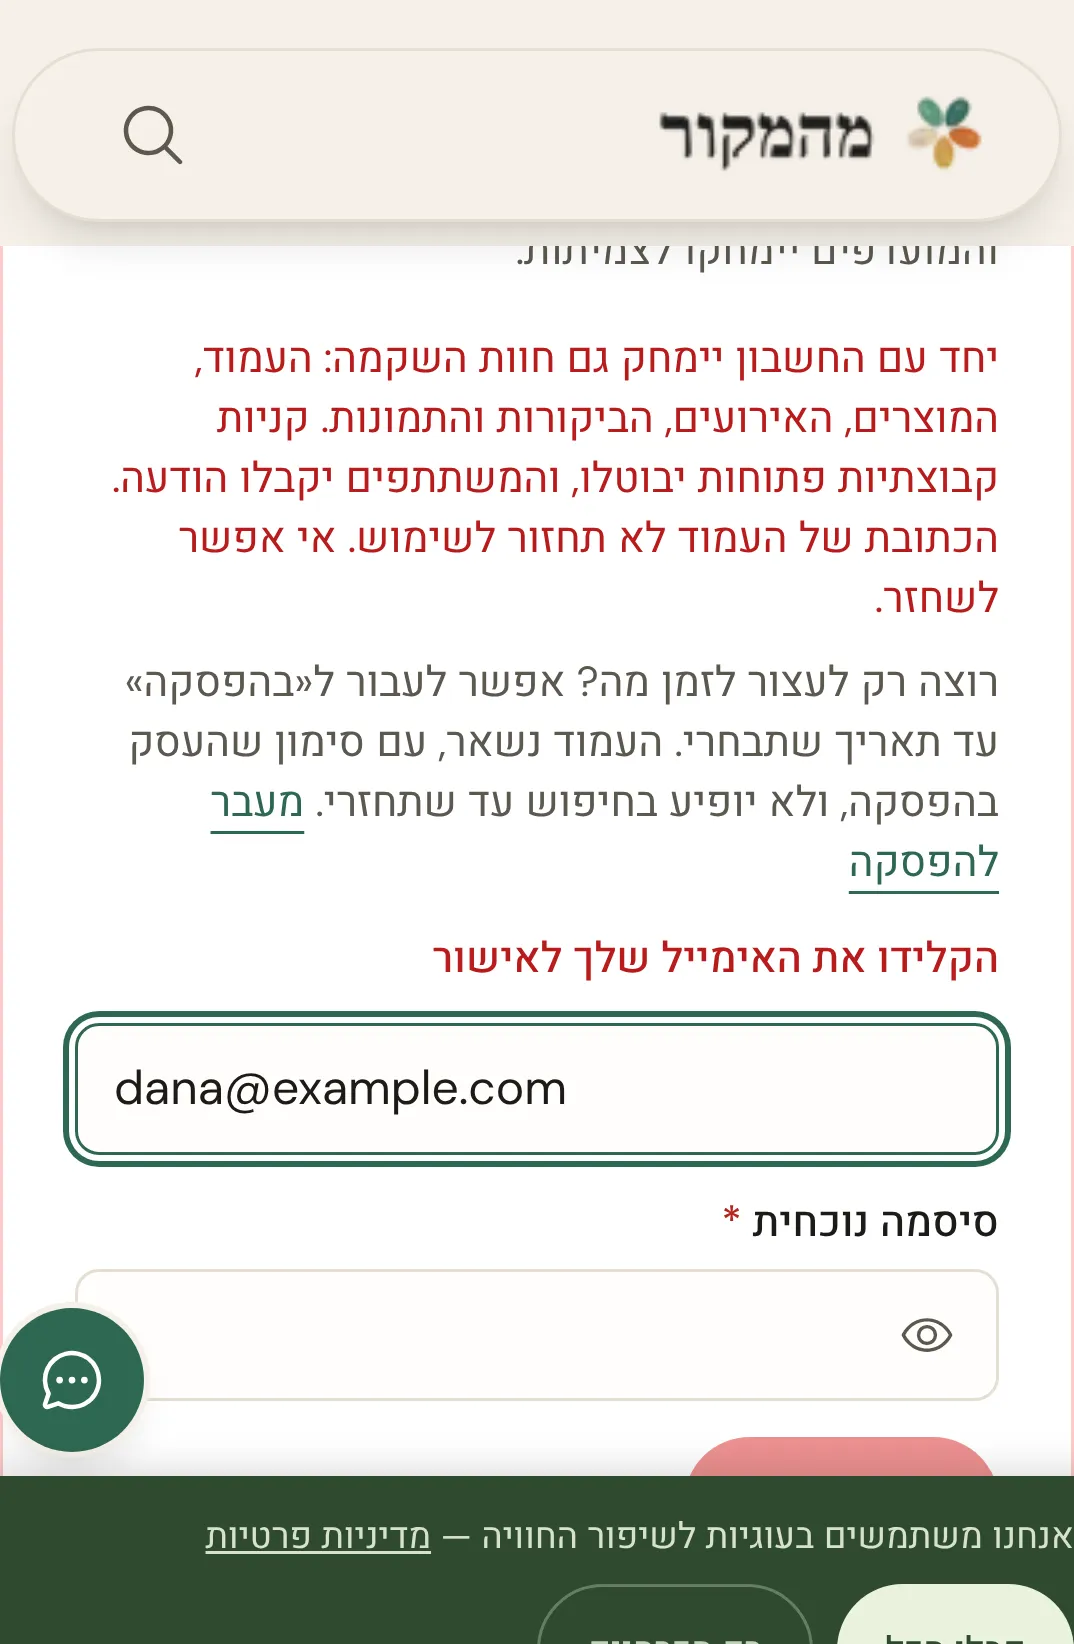 מהמקור
והמועדפים יימחקו לצמיתות.
יחד עם החשבון יימחק גם חוות השקמה: העמוד,
המוצרים, האירועים, הביקורות והתמונות. קניות
קבוצתיות פתוחות יבוטלו, והמשתתפים יקבלו הודעה.
הכתובת של העמוד לא תחזור לשימוש. אי אפשר
לשחזר.
רוצה רק לעצור לזמן מה? אפשר לעבור ל«בהפסקה»
עד תאריך שתבחרי. העמוד נשאר, עם סימון שהעסק
בהפסקה, ולא יופיע בחיפוש עד שתחזרי. מעבר
להפסקה
הקלידו את האימייל שלך לאישור
dana@example.com
סיסמה נוכחית *
אנחנו משתמשים בעוגיות לשיפור החוויה — מדיניות פרטיות